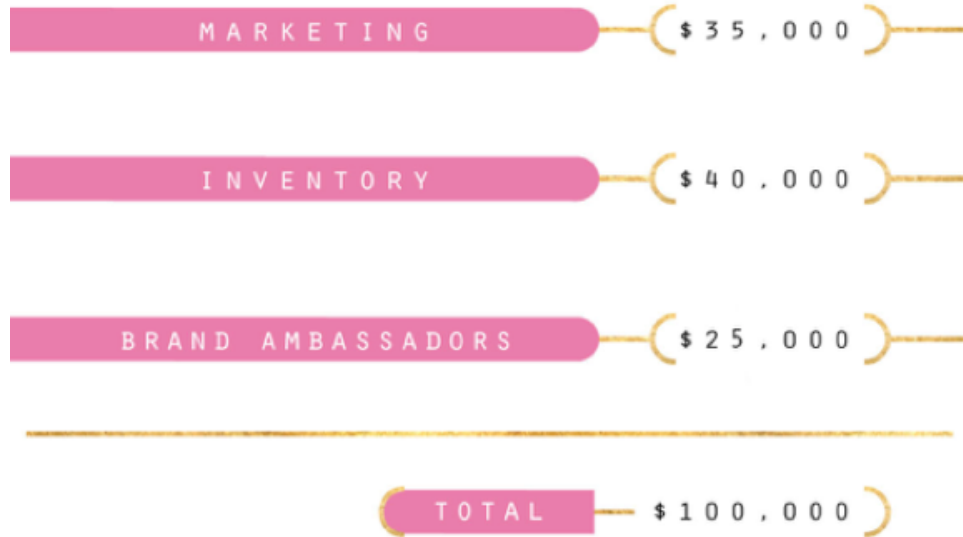 MARKETING $35,000
INVENTORY $40,000
BRAND AMBASSADORS $25,000
TOTAL $100,000